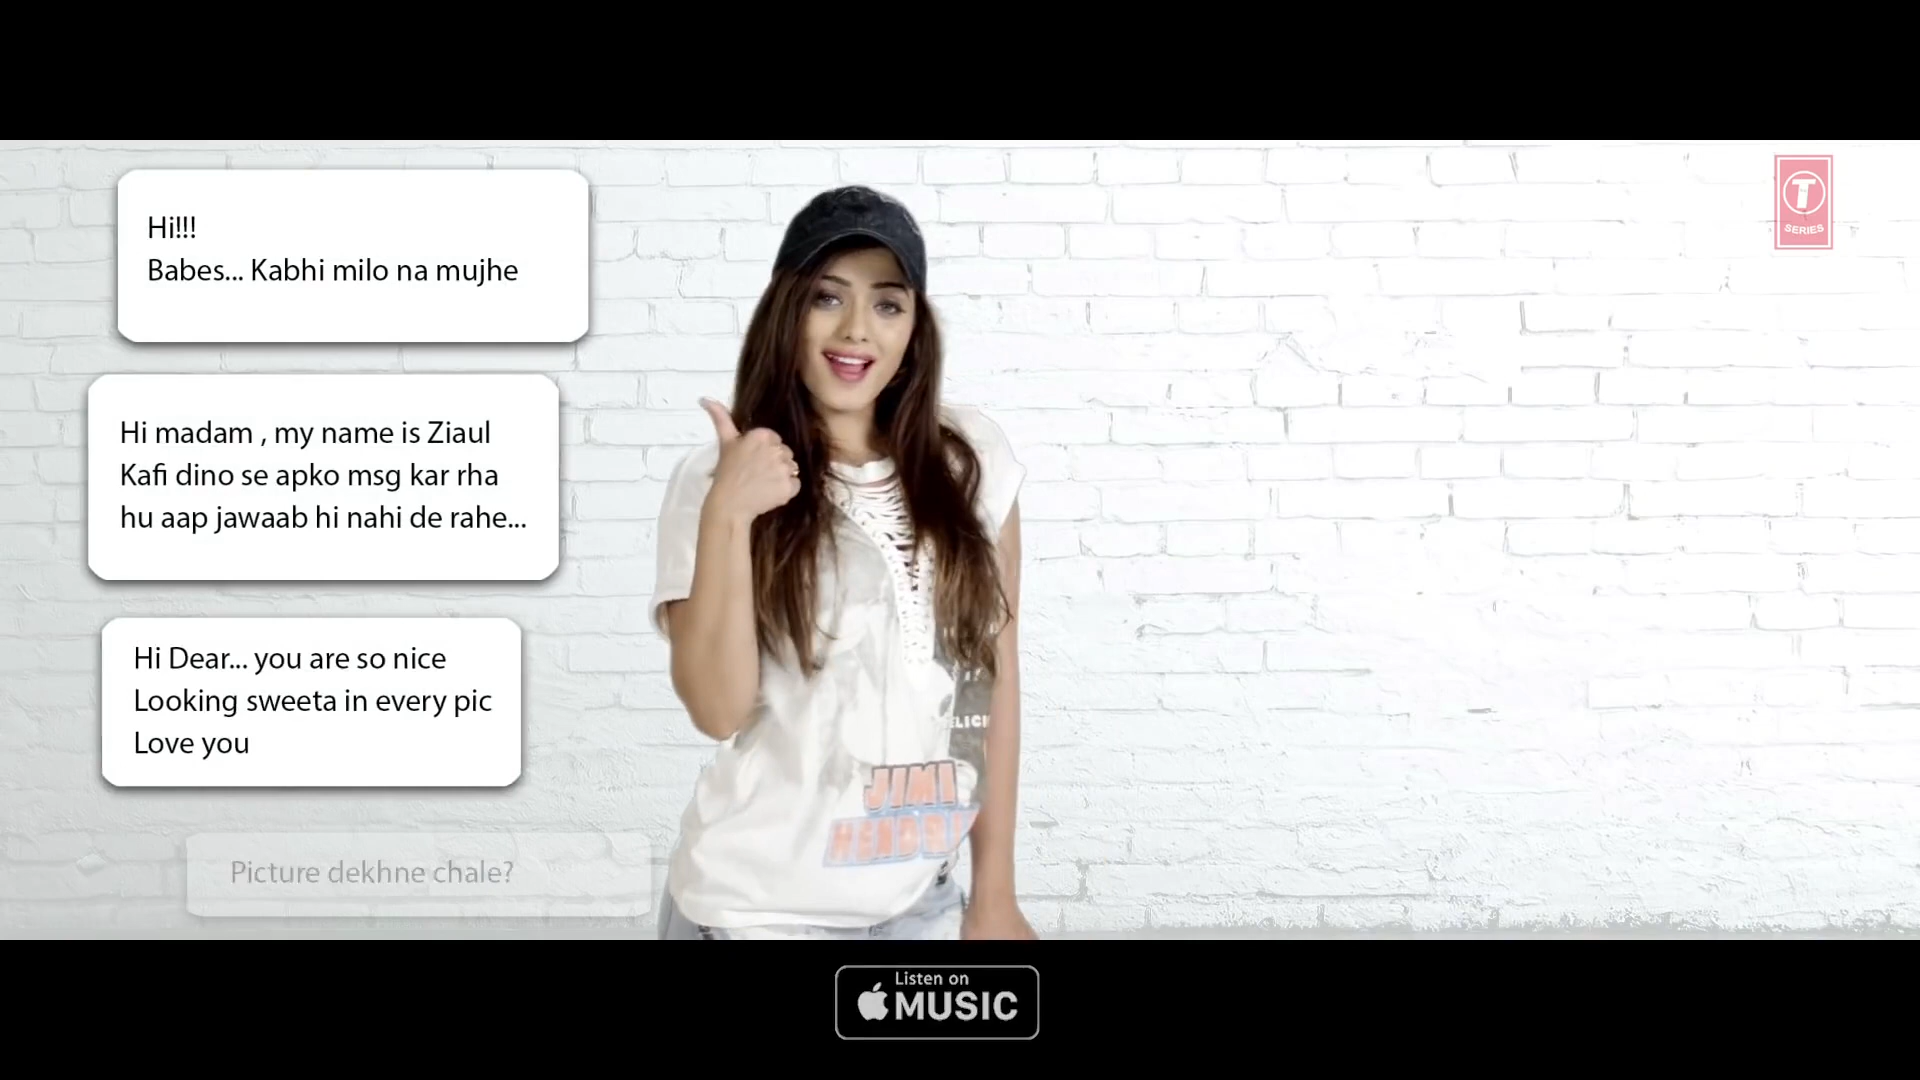 Hi!!!
Babes... Kabhi milo na mujhe
Hi madam , my name is Ziaul
Kafi dino se apko msg kar rha
hu aap jawaab hi nahi de rahe...
Hi Dear... you are so nice
Looking sweeta in every pic
Love you
Picture dekhne chale?
T
SERIES
JIMI
Listen on
MUSIC